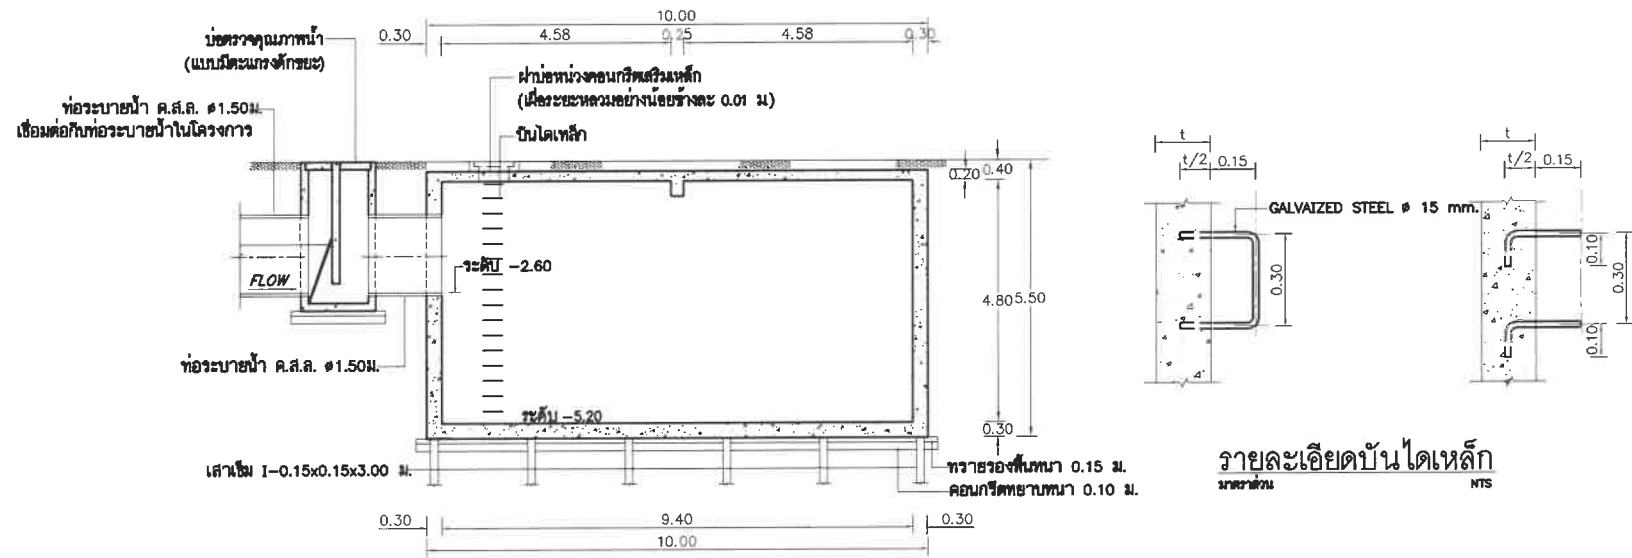 10.00
0.30 4.58 0.25 4.58 0.30
บ่อตรวจคุณภาพน้ำ
(แบบมีตะแกรงดักขยะ)
ท่อระบายน้ำ ค.ส.ล. ø1.50ม.
เชื่อมต่อกับท่อระบายน้ำในโครงการ
ฝาบ่อหน่วงคอนกรีตเสริมเหล็ก
(เผื่อระยะหลวมอย่างน้อยข้างละ 0.01 ม.)
บันไดเหล็ก
0.20 0.40
ระดับ -2.60
FLOW
4.80 5.50
ท่อระบายน้ำ ค.ส.ล. ø1.50ม.
ระดับ -5.20
0.30
เสาเข็ม I-0.15x0.15x3.00 ม.
ทรายรองพื้นหนา 0.15 ม.
คอนกรีตหยาบหนา 0.10 ม.
0.30 9.40 0.30
10.00
t
t/2 0.15
GALVAIZED STEEL ø 15 mm.
0.30
t
t/2 0.15
0.10
0.30
0.10
รายละเอียดบันไดเหล็ก
มาตราส่วน NTS